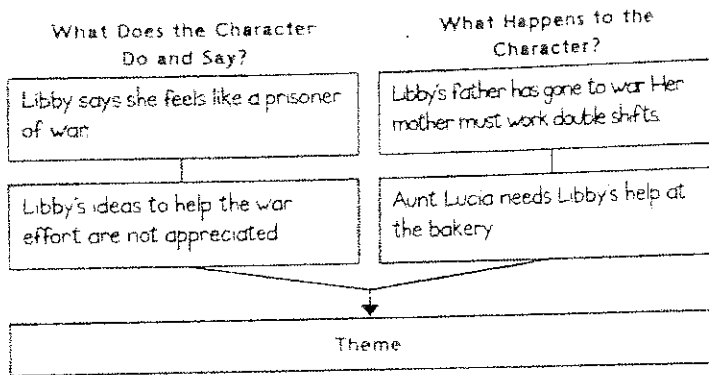 What Does the Character
Do and Say?
What Happens to the
Character?
Libby says she feels like a prisoner
of war.
Libby's father has gone to war. Her
mother must work double shifts.
Libby's ideas to help the war
effort are not appreciated
Aunt Lucia needs Libby's help at
the bakery
Theme